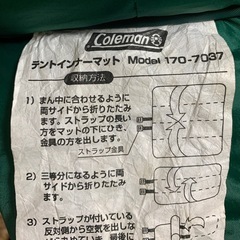 Coleman
テントインナーマット Model 170-7037
収納方法
1) まん中に合わせるように
両サイドから折りたたみ
ます。ストラップの長い
方をマットの下にひき、
金具の方を出します。
ストラップ金具
2) 三等分になるように両
サイドから折りたたみ
ます。
3) ストラップが付いている
反対側から空気を出しな